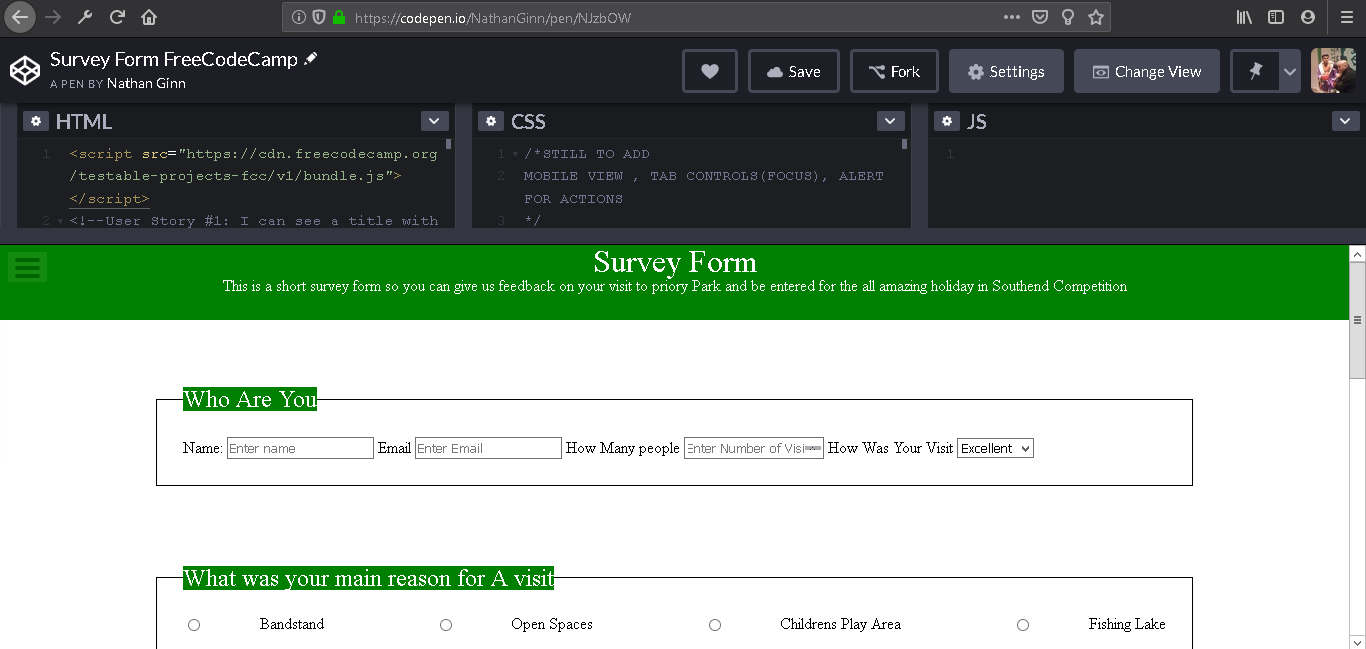 https://codepen.io/NathanGinn/pen/NJzbOW
Survey Form FreeCodeCamp
A PEN BY Nathan Ginn
Save
Fork
Settings
Change View
HTML
1 <script src="https://cdn.freecodecamp.org
/testable-projects-fcc/v1/bundle.js">
</script>
2 <!--User Story #1: I can see a title with
CSS
1 /*STILL TO ADD
2 MOBILE VIEW , TAB CONTROLS(FOCUS), ALERT
FOR ACTIONS
3 */
JS
1
Survey Form
This is a short survey form so you can give us feedback on your visit to priory Park and be entered for the all amazing holiday in Southend Competition
Who Are You
Name: Enter name Email Enter Email How Many people Enter Number of Visi How Was Your Visit Excellent
What was your main reason for A visit
Bandstand Open Spaces Childrens Play Area Fishing Lake